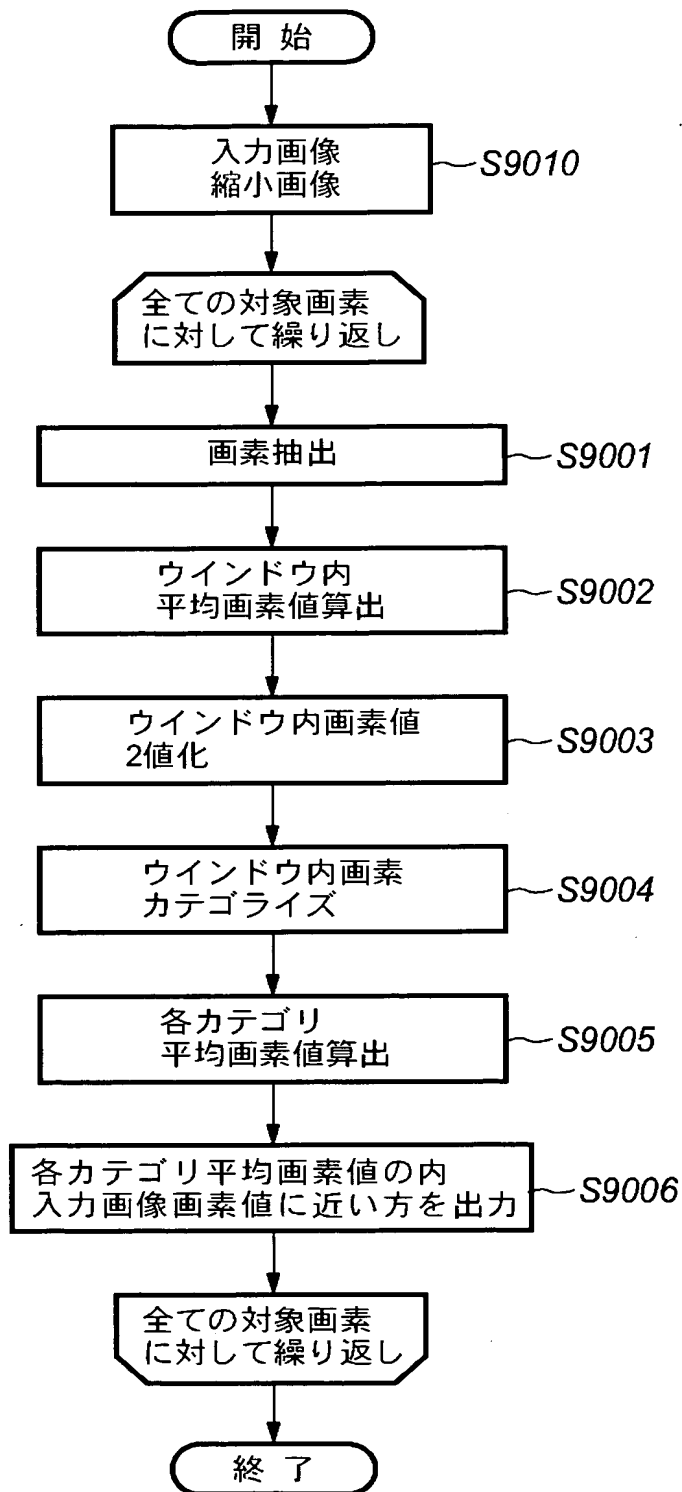 開 始
入力画像
縮小画像
S9010
全ての対象画素
に対して繰り返し
画素抽出
S9001
ウインドウ内
平均画素値算出
S9002
ウインドウ内画素値
2値化
S9003
ウインドウ内画素
カテゴライズ
S9004
各カテゴリ
平均画素値算出
S9005
各カテゴリ平均画素値の内
入力画像画素値に近い方を出力
S9006
全ての対象画素
に対して繰り返し
終 了